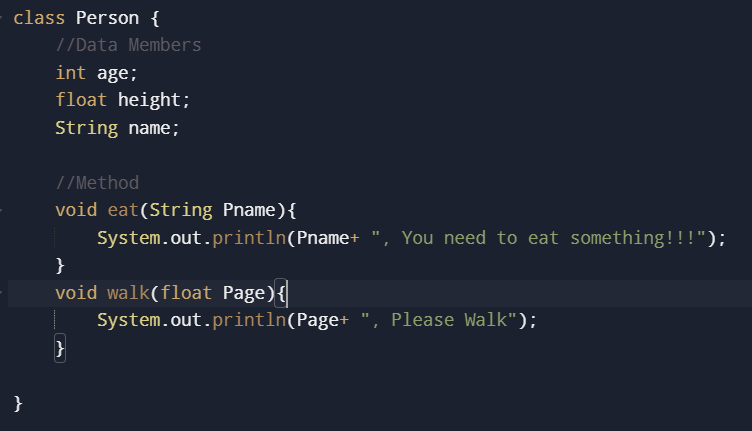 class Person {
//Data Members
int age;
float height;
String name;
//Method
void eat(String Pname){
System.out.println(Pname+ ", You need to eat something!!!");
}
void walk(float Page){
System.out.println(Page+ ", Please Walk");
}
}